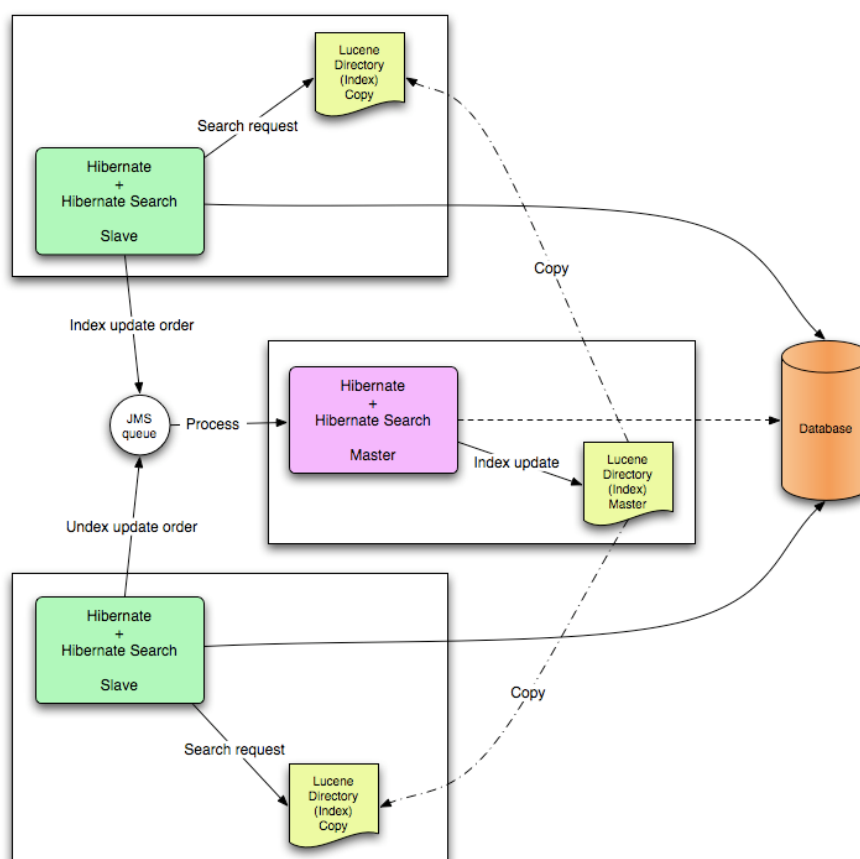 Lucene
Directory
(Index)
Copy
Search request
Hibernate
+
Hibernate Search
Slave
Copy
Index update order
Hibernate
+
Hibernate Search
Master
JMS
queue
Process
Database
Index update
Lucene
Directory
(Index)
Master
Undex update order
Hibernate
+
Hibernate Search
Slave
Copy
Search request
Lucene
Directory
(Index)
Copy